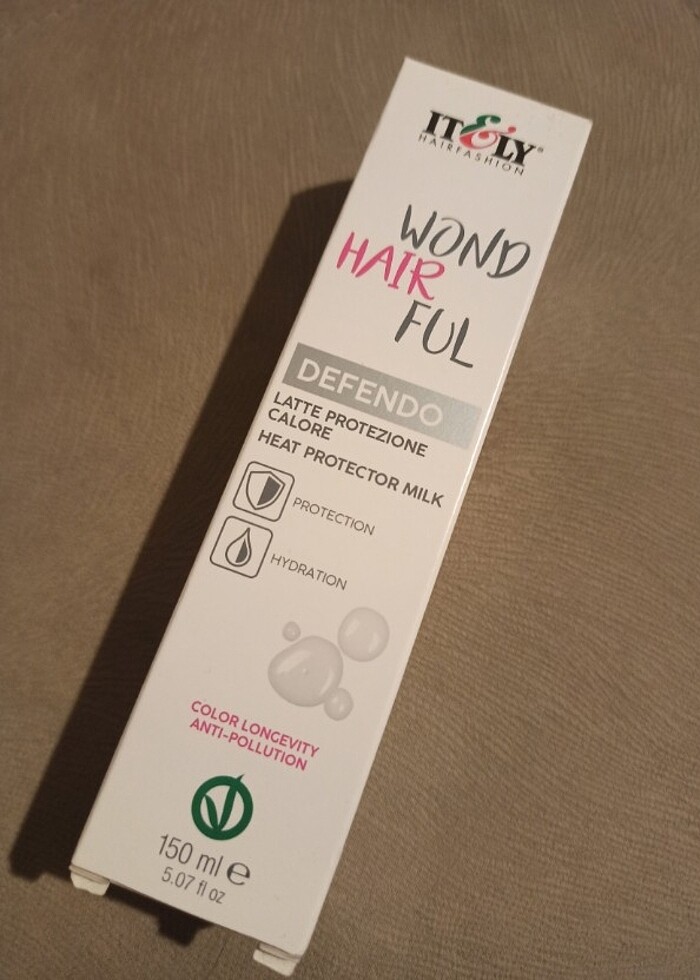 IT&LY®
HAIRFASHION
WOND
HAIR
FUL
DEFENDO
LATTE PROTEZIONE
CALORE
HEAT PROTECTOR MILK
PROTECTION
HYDRATION
COLOR LONGEVITY
ANTI-POLLUTION
150 ml ℮
5.07 fl oz